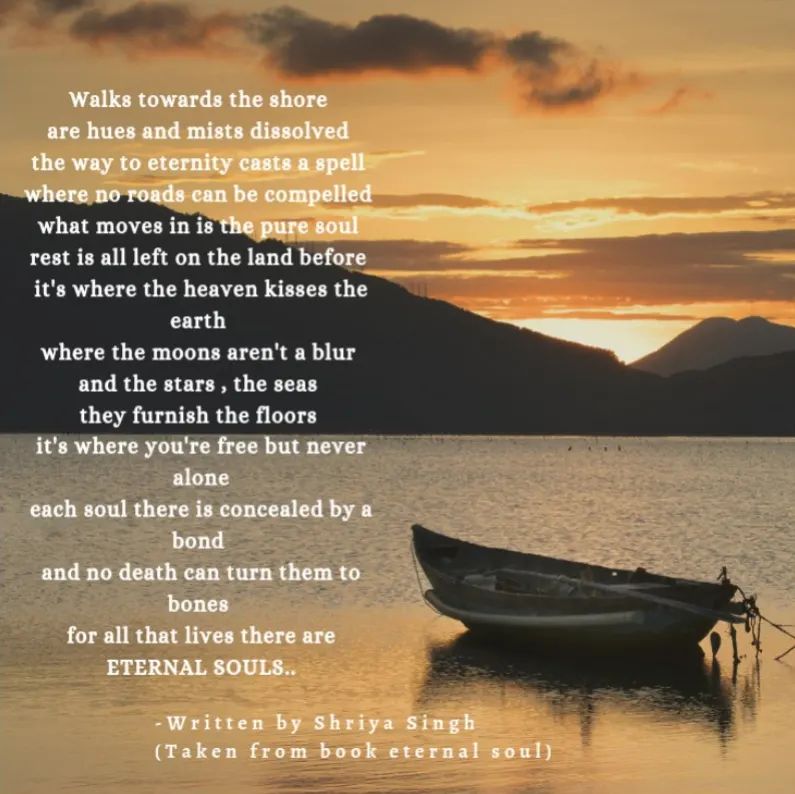 Walks towards the shore
are hues and mists dissolved
the way to eternity casts a spell
where no roads can be compelled
what moves in is the pure soul
rest is all left on the land before
it's where the heaven kisses the
earth
where the moons aren't a blur
and the stars , the seas
they furnish the floors
it's where you're free but never
alone
each soul there is concealed by a
bond
and no death can turn them to
bones
for all that lives there are
ETERNAL SOULS..
-Written by Shriya Singh
(Taken from book eternal soul)